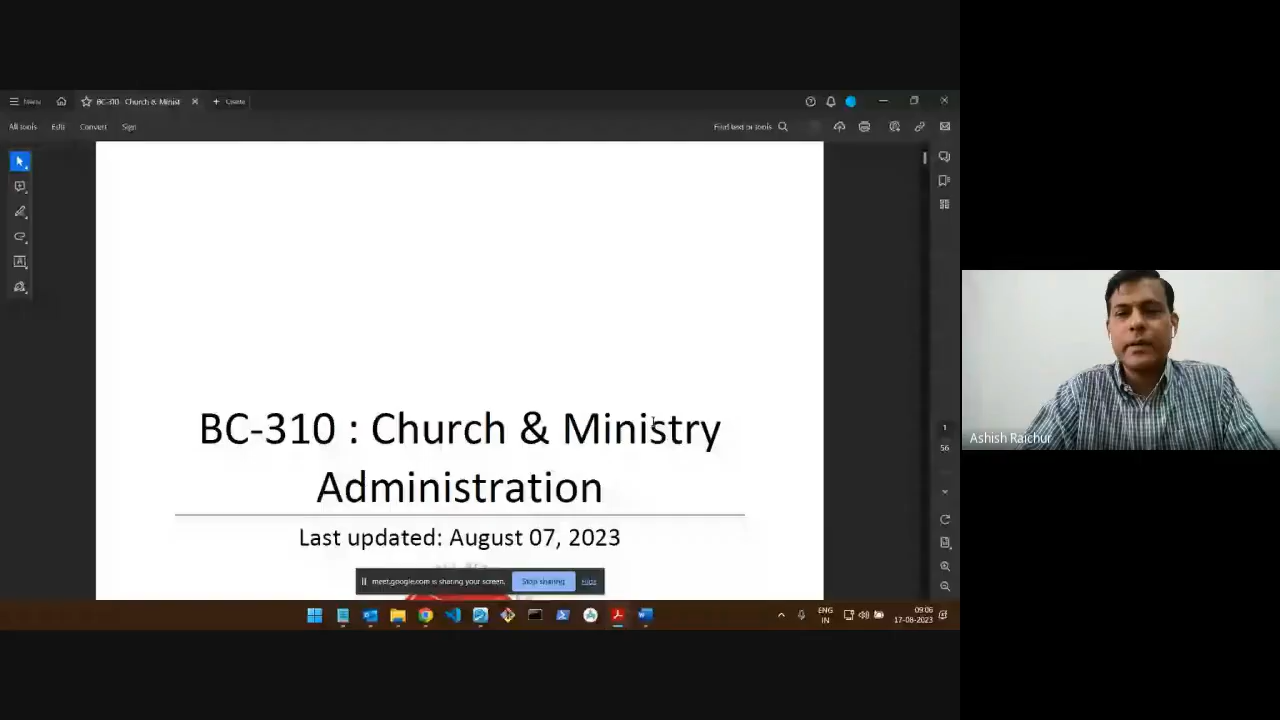 Menu
BC-310 Church & Minist
Create
All tools Edit Convert Sign
Find text or tools
BC-310 : Church & Ministry
Administration
Last updated: August 07, 2023
meet.google.com is sharing your screen.
Stop sharing
Hide
1
56
ENG
IN
09:06
17-08-2023
Ashish Raichur